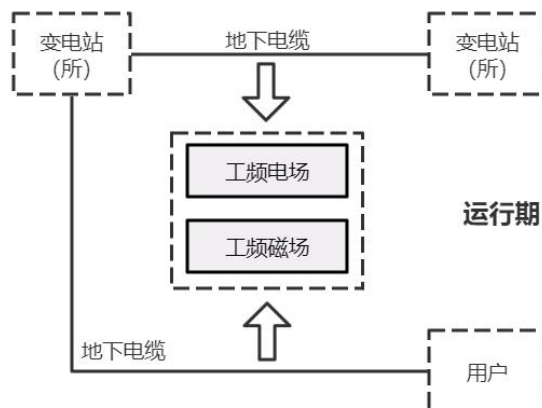 变电站
(所)
地下电缆
变电站
(所)
工频电场
工频磁场
运行期
地下电缆
用户